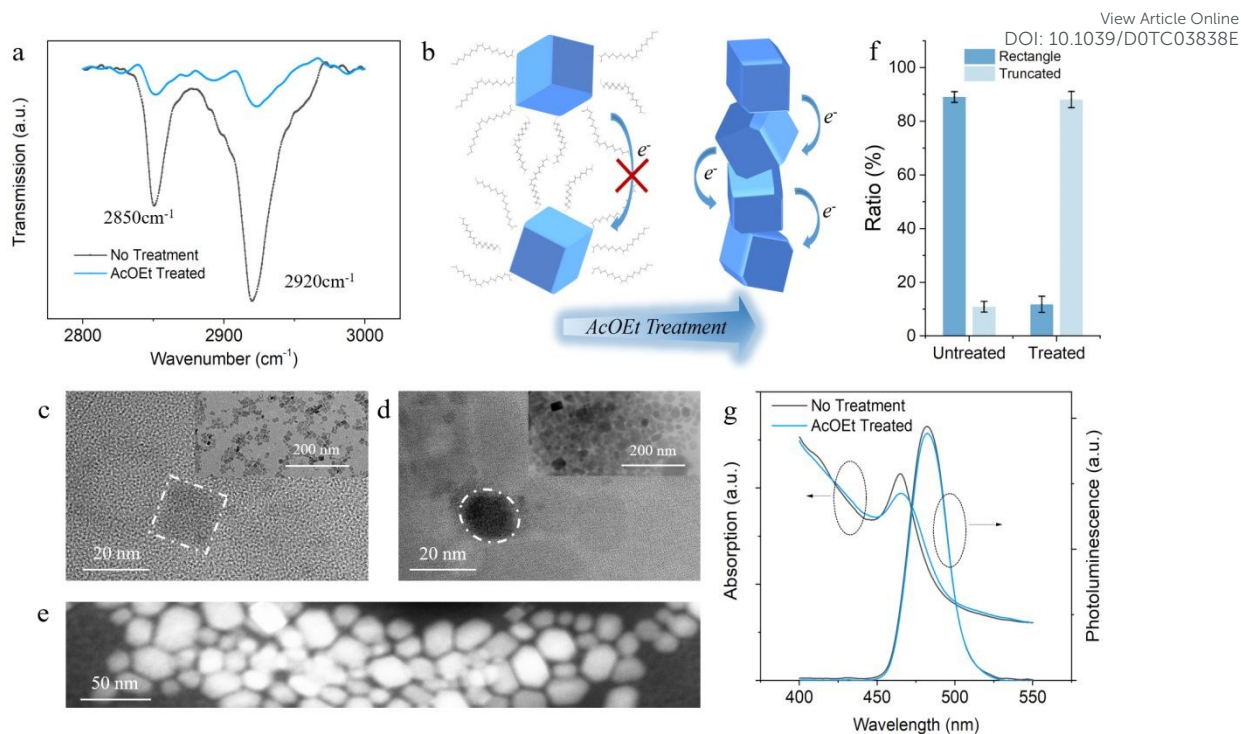 View Article Online
DOI: 10.1039/D0TC03838E
a
Transmission (a.u.)
2850cm⁻¹
2920cm⁻¹
No Treatment
AcOEt Treated
2800 2900 3000
Wavenumber (cm⁻¹)
b
e⁻
e⁻
e⁻
e⁻
AcOEt Treatment
f
Rectangle
Truncated
Ratio (%)
100
80
60
40
20
0
Untreated Treated
c
200 nm
20 nm
d
200 nm
20 nm
e
50 nm
g
No Treatment
AcOEt Treated
Absorption (a.u.)
Photoluminescence (a.u.)
400 450 500 550
Wavelength (nm)